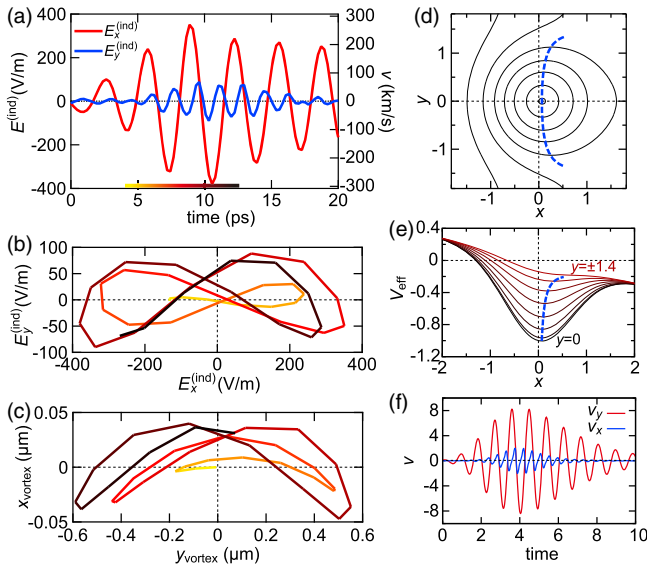 (a)
400
200
0
-200
-400
E^(ind) (V/m)
E_x^(ind)
E_y^(ind)
300
200
100
0
-100
-200
-300
v (km/s)
0 5 10 15 20
time (ps)
(b)
100
50
0
-50
-100
E_y^(ind) (V/m)
-400 -200 0 200 400
E_x^(ind) (V/m)
(c)
0.05
0
-0.05
x_vortex (μm)
-0.6 -0.4 -0.2 0 0.2 0.4 0.6
y_vortex (μm)
(d)
1
0
-1
y
-1 0 1
x
(e)
0.4
0
-0.4
-0.8
-1.2
V_eff
y=±1.4
y=0
-2 -1 0 1 2
x
(f)
8
4
0
-4
-8
v
v_y
v_x
0 2 4 6 8 10
time